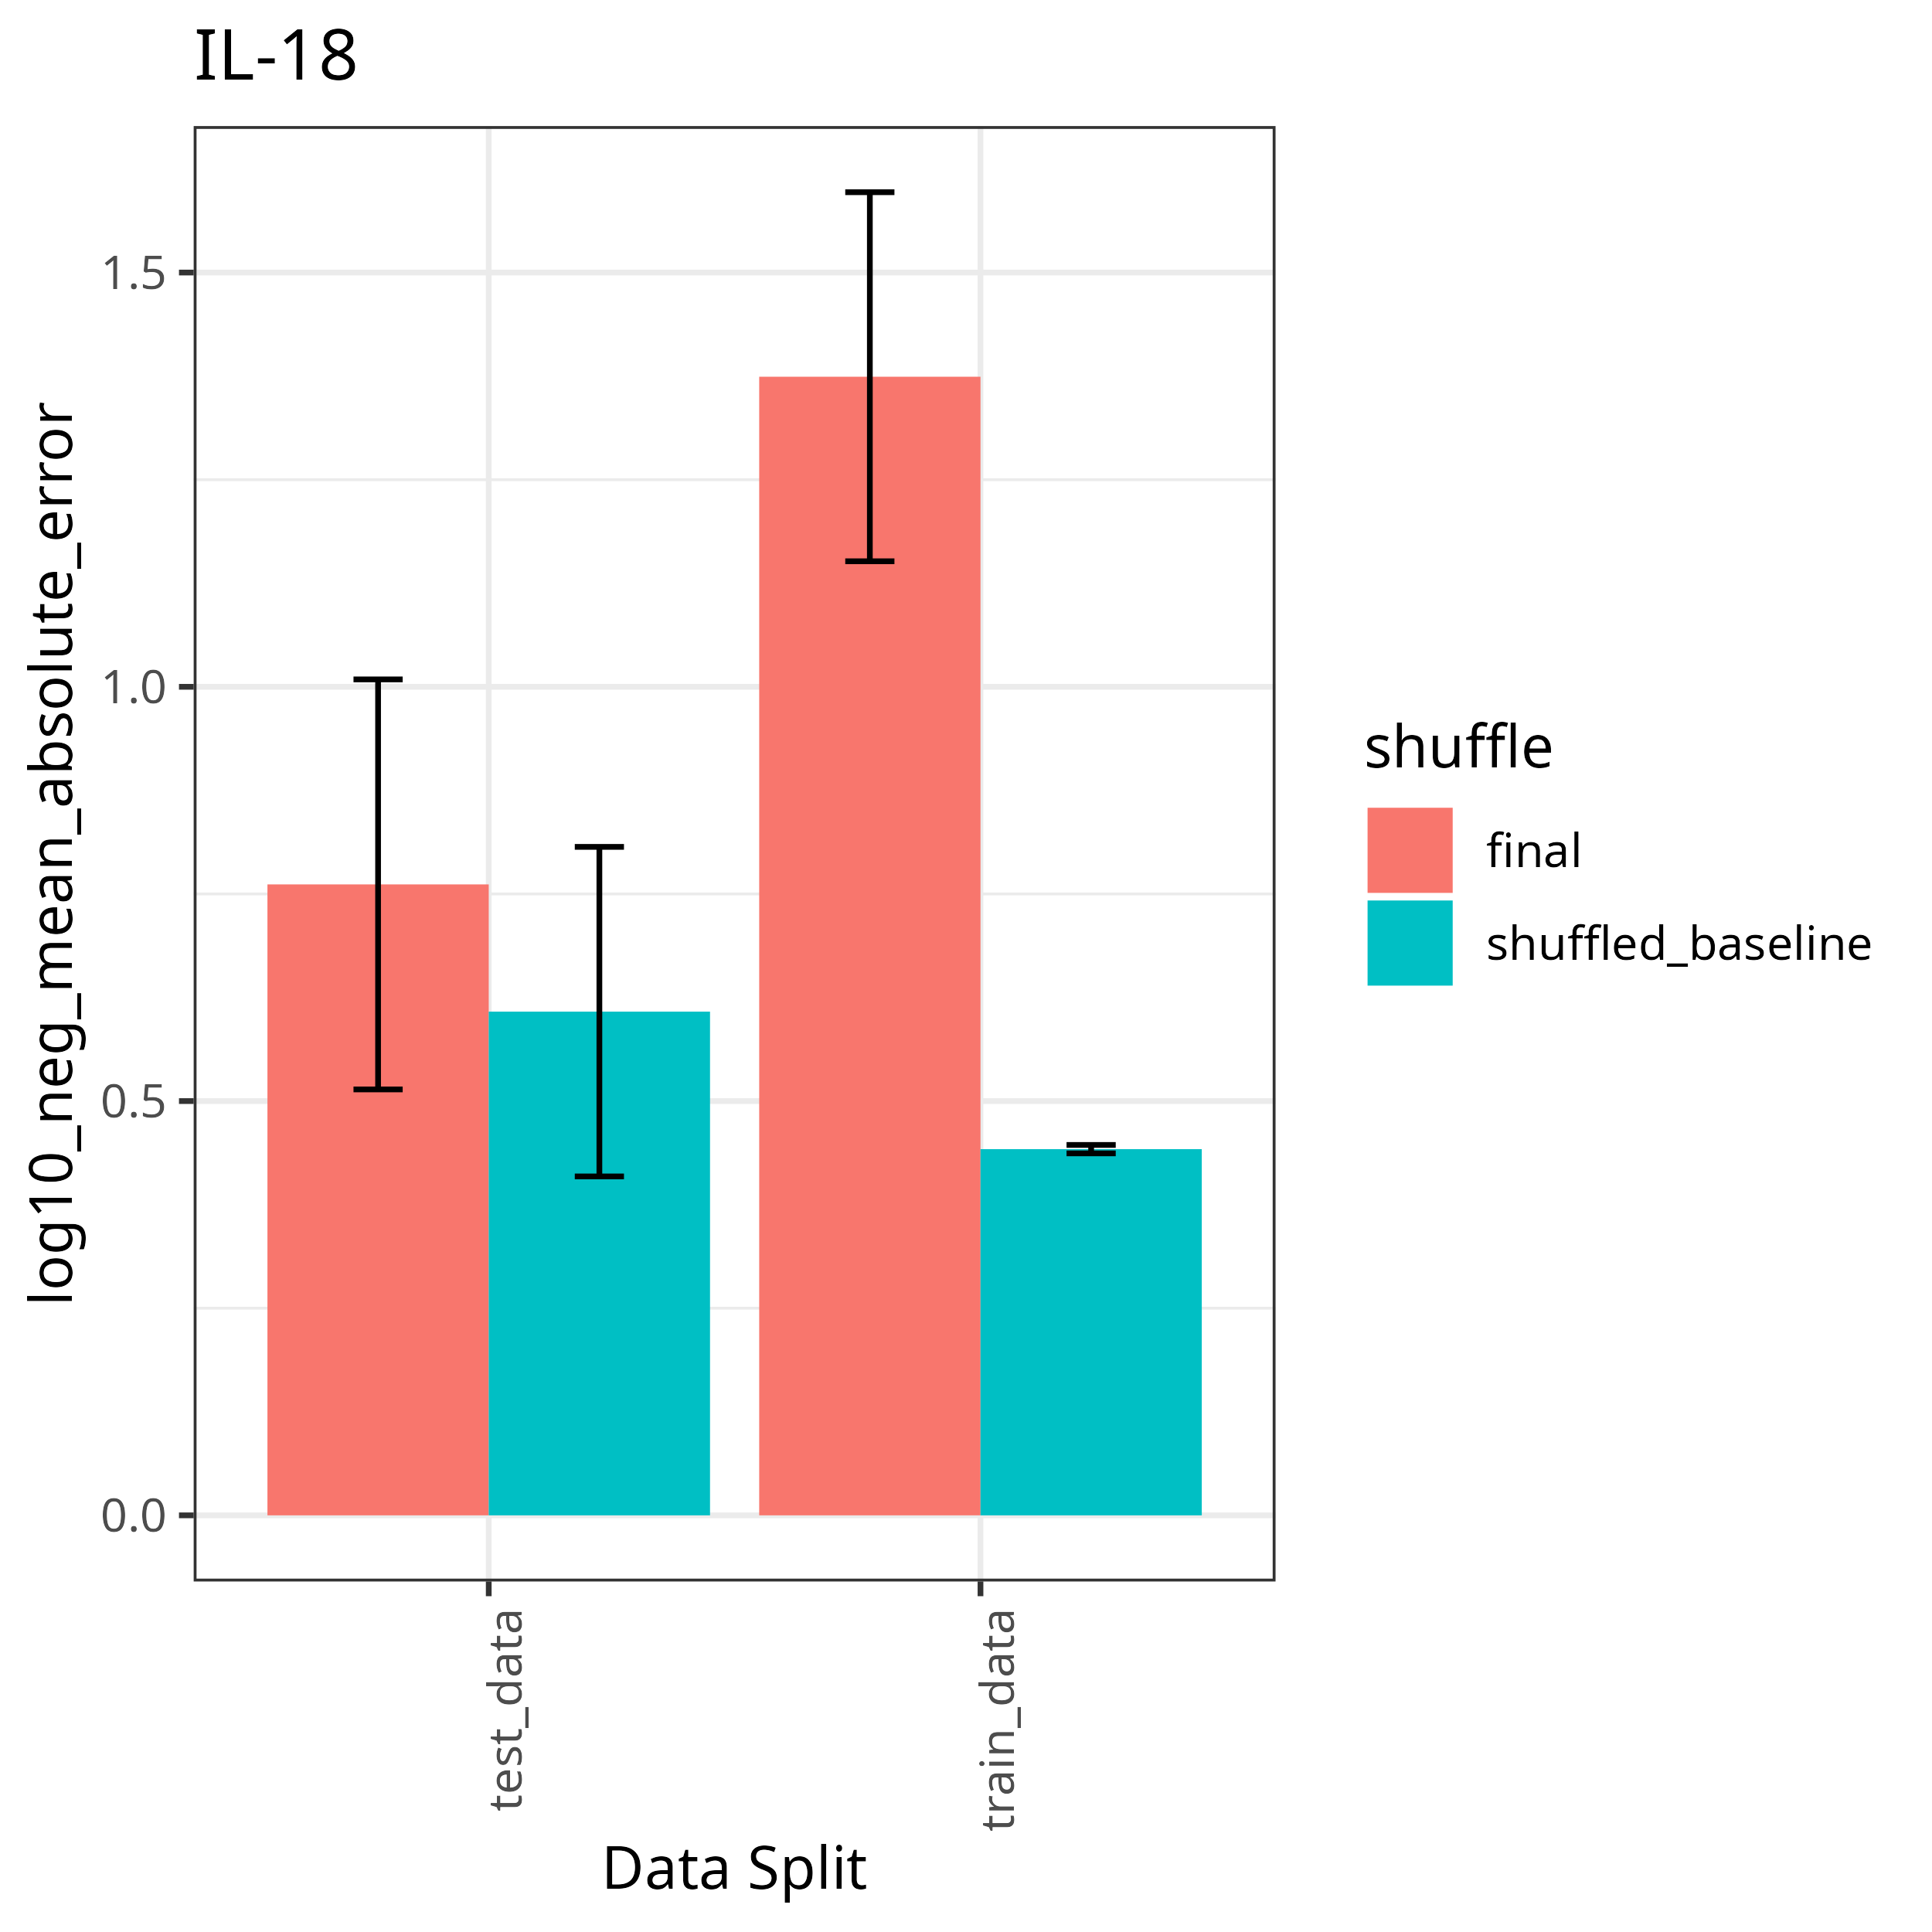 IL-18
log10_neg_mean_absolute_error
1.5
1.0
0.5
0.0
test_data
train_data
Data Split
shuffle
final
shuffled_baseline